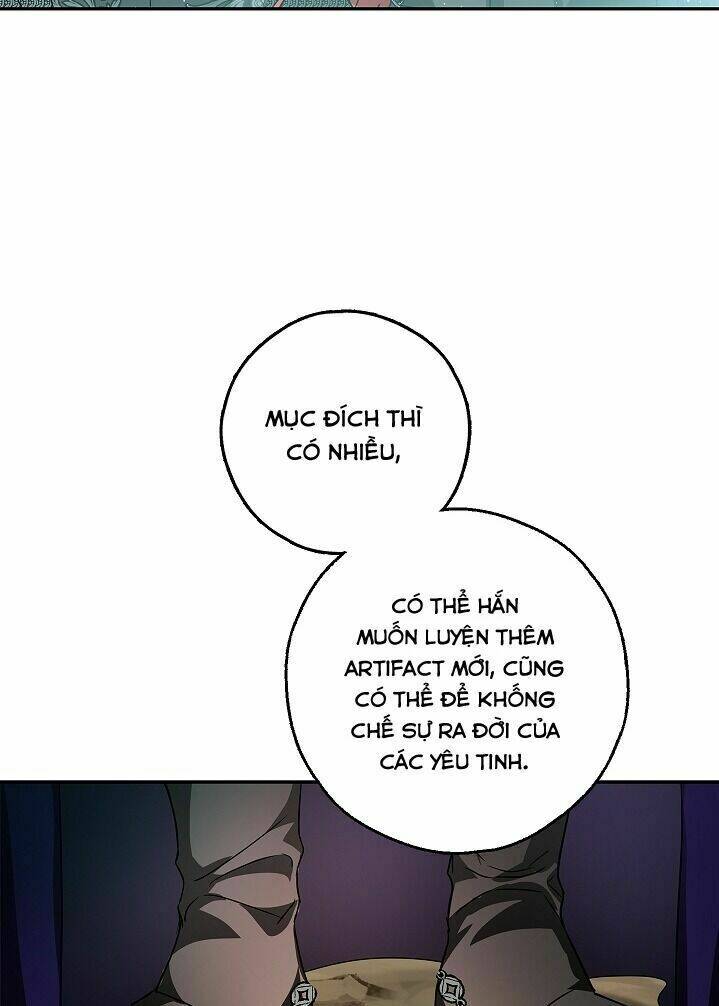 MỤC ĐÍCH THÌ
CÓ NHIỀU,
CÓ THỂ HẮN
MUỐN LUYỆN THÊM
ARTIFACT MỚI, CŨNG
CÓ THỂ ĐỂ KHỐNG
CHẾ SỰ RA ĐỜI CỦA
CÁC YÊU TINH.